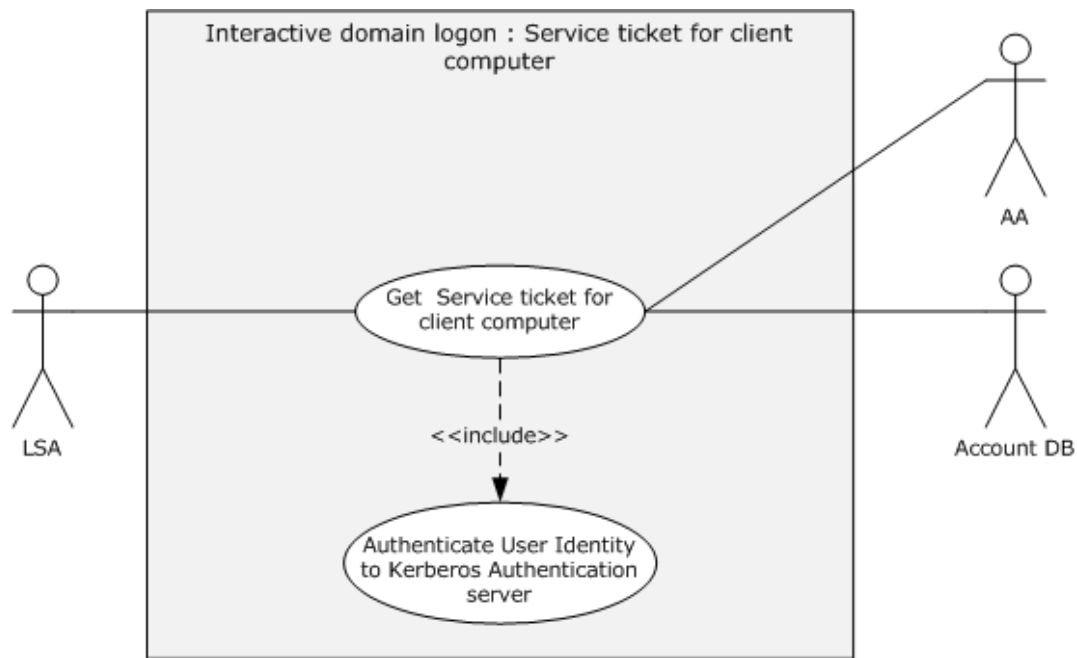 Interactive domain logon : Service ticket for client
computer
AA
Get Service ticket for
client computer
LSA
<<include>>
Account DB
Authenticate User Identity
to Kerberos Authentication
server